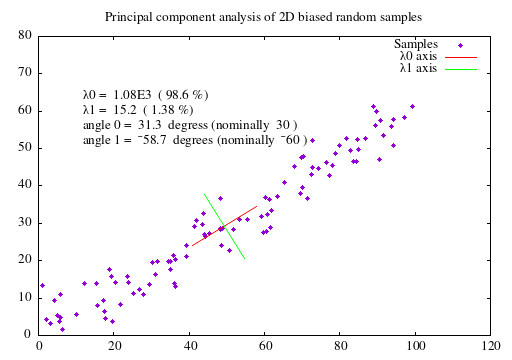 Principal component analysis of 2D biased random samples
80
70
60
50
40
30
20
10
0
Samples
λ0 axis
λ1 axis
λ0 = 1.08E3 ( 98.6 %)
λ1 = 15.2 ( 1.38 %)
angle 0 = 31.3 degrees (nominally 30 )
angle 1 = ¯58.7 degrees (nominally ¯60 )
0 20 40 60 80 100 120